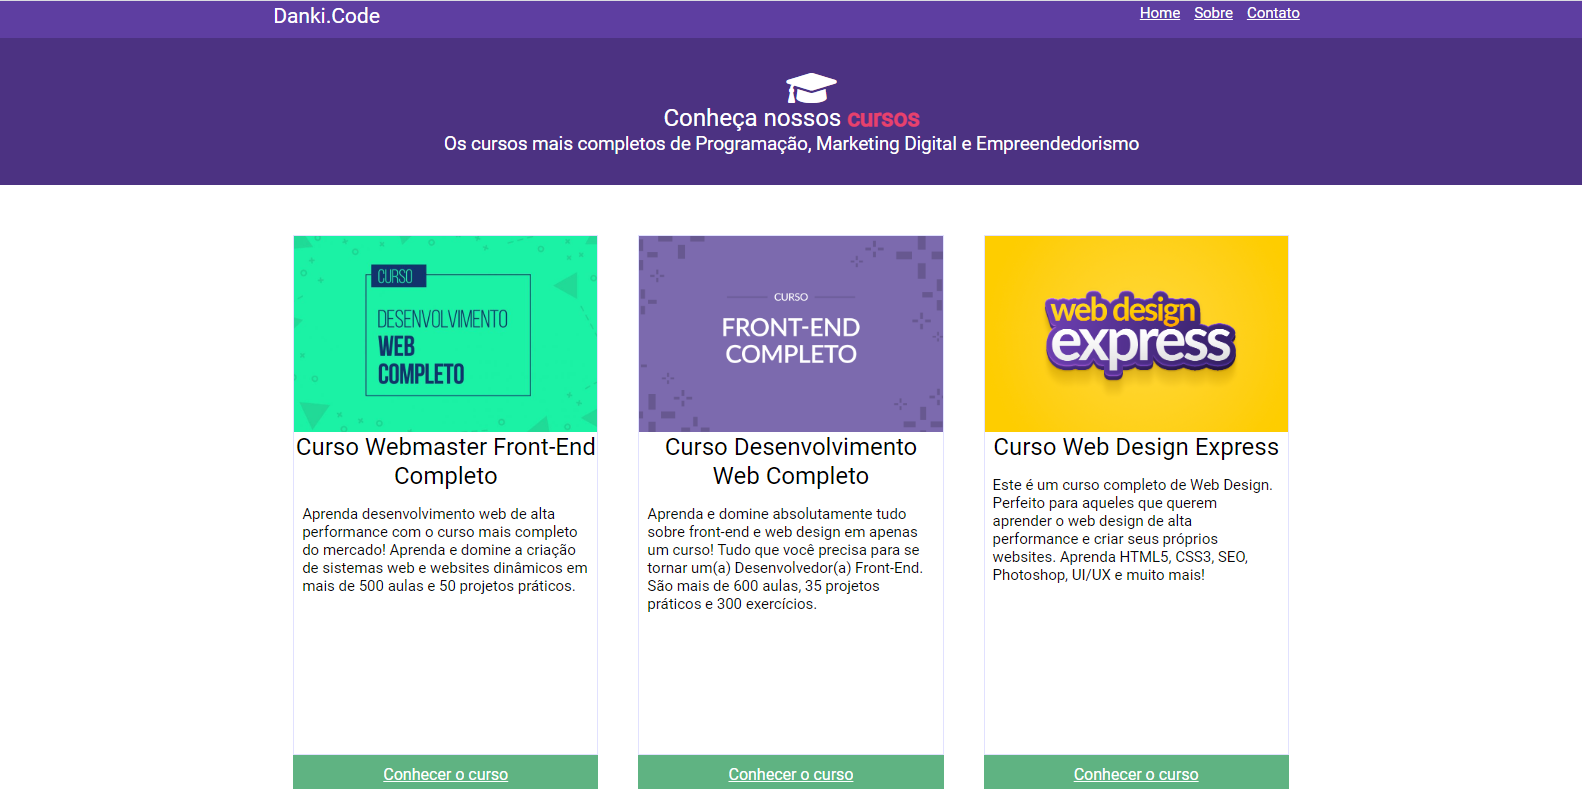 Danki.Code
Home Sobre Contato
Conheça nossos cursos
Os cursos mais completos de Programação, Marketing Digital e Empreendedorismo
CURSO
DESENVOLVIMENTO
WEB
COMPLETO
Curso Webmaster Front-End
Completo
Aprenda desenvolvimento web de alta
performance com o curso mais completo
do mercado! Aprenda e domine a criação
de sistemas web e websites dinâmicos em
mais de 500 aulas e 50 projetos práticos.
Conhecer o curso
CURSO
FRONT-END
COMPLETO
Curso Desenvolvimento
Web Completo
Aprenda e domine absolutamente tudo
sobre front-end e web design em apenas
um curso! Tudo que você precisa para se
tornar um(a) Desenvolvedor(a) Front-End.
São mais de 600 aulas, 35 projetos
práticos e 300 exercícios.
Conhecer o curso
web design
express
Curso Web Design Express
Este é um curso completo de Web Design.
Perfeito para aqueles que querem
aprender o web design de alta
performance e criar seus próprios
websites. Aprenda HTML5, CSS3, SEO,
Photoshop, UI/UX e muito mais!
Conhecer o curso